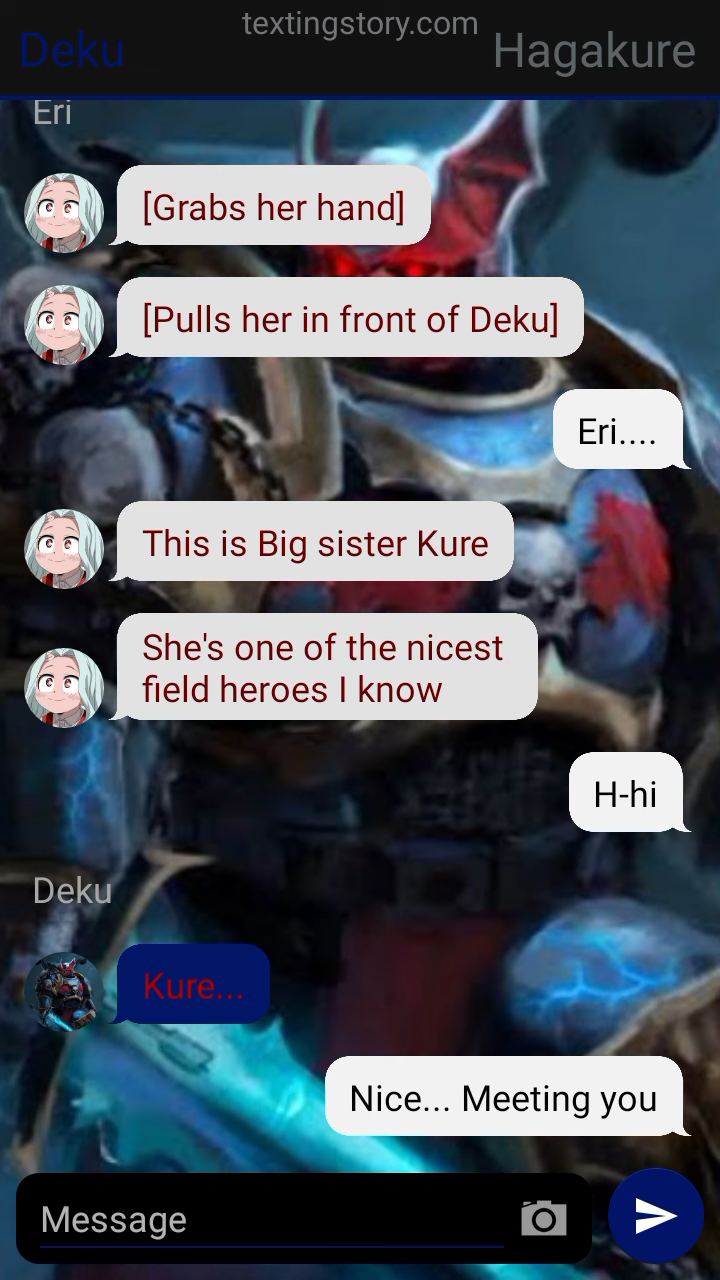 textingstory.com
Deku
Hagakure
Eri
[Grabs her hand]
[Pulls her in front of Deku]
Eri....
This is Big sister Kure
She's one of the nicest
field heroes I know
H-hi
Deku
Kure...
Nice... Meeting you
Message